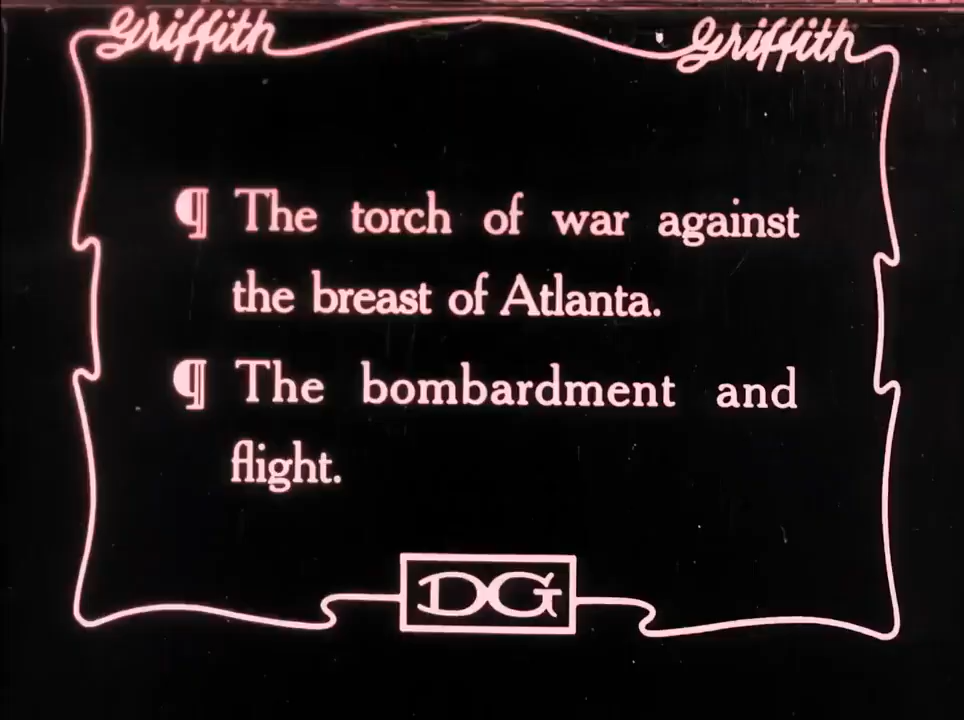 Griffith Griffith
¶ The torch of war against
the breast of Atlanta.
¶ The bombardment and
flight.
DG